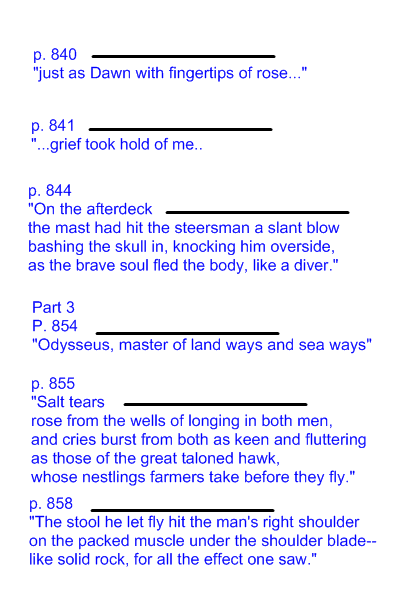 p. 840
"just as Dawn with fingertips of rose..."
p. 841
"...grief took hold of me..
p. 844
"On the afterdeck
the mast had hit the steersman a slant blow
bashing the skull in, knocking him overside,
as the brave soul fled the body, like a diver."
Part 3
P. 854
"Odysseus, master of land ways and sea ways"
p. 855
"Salt tears
rose from the wells of longing in both men,
and cries burst from both as keen and fluttering
as those of the great taloned hawk,
whose nestlings farmers take before they fly."
p. 858
"The stool he let fly hit the man's right shoulder
on the packed muscle under the shoulder blade--
like solid rock, for all the effect one saw."